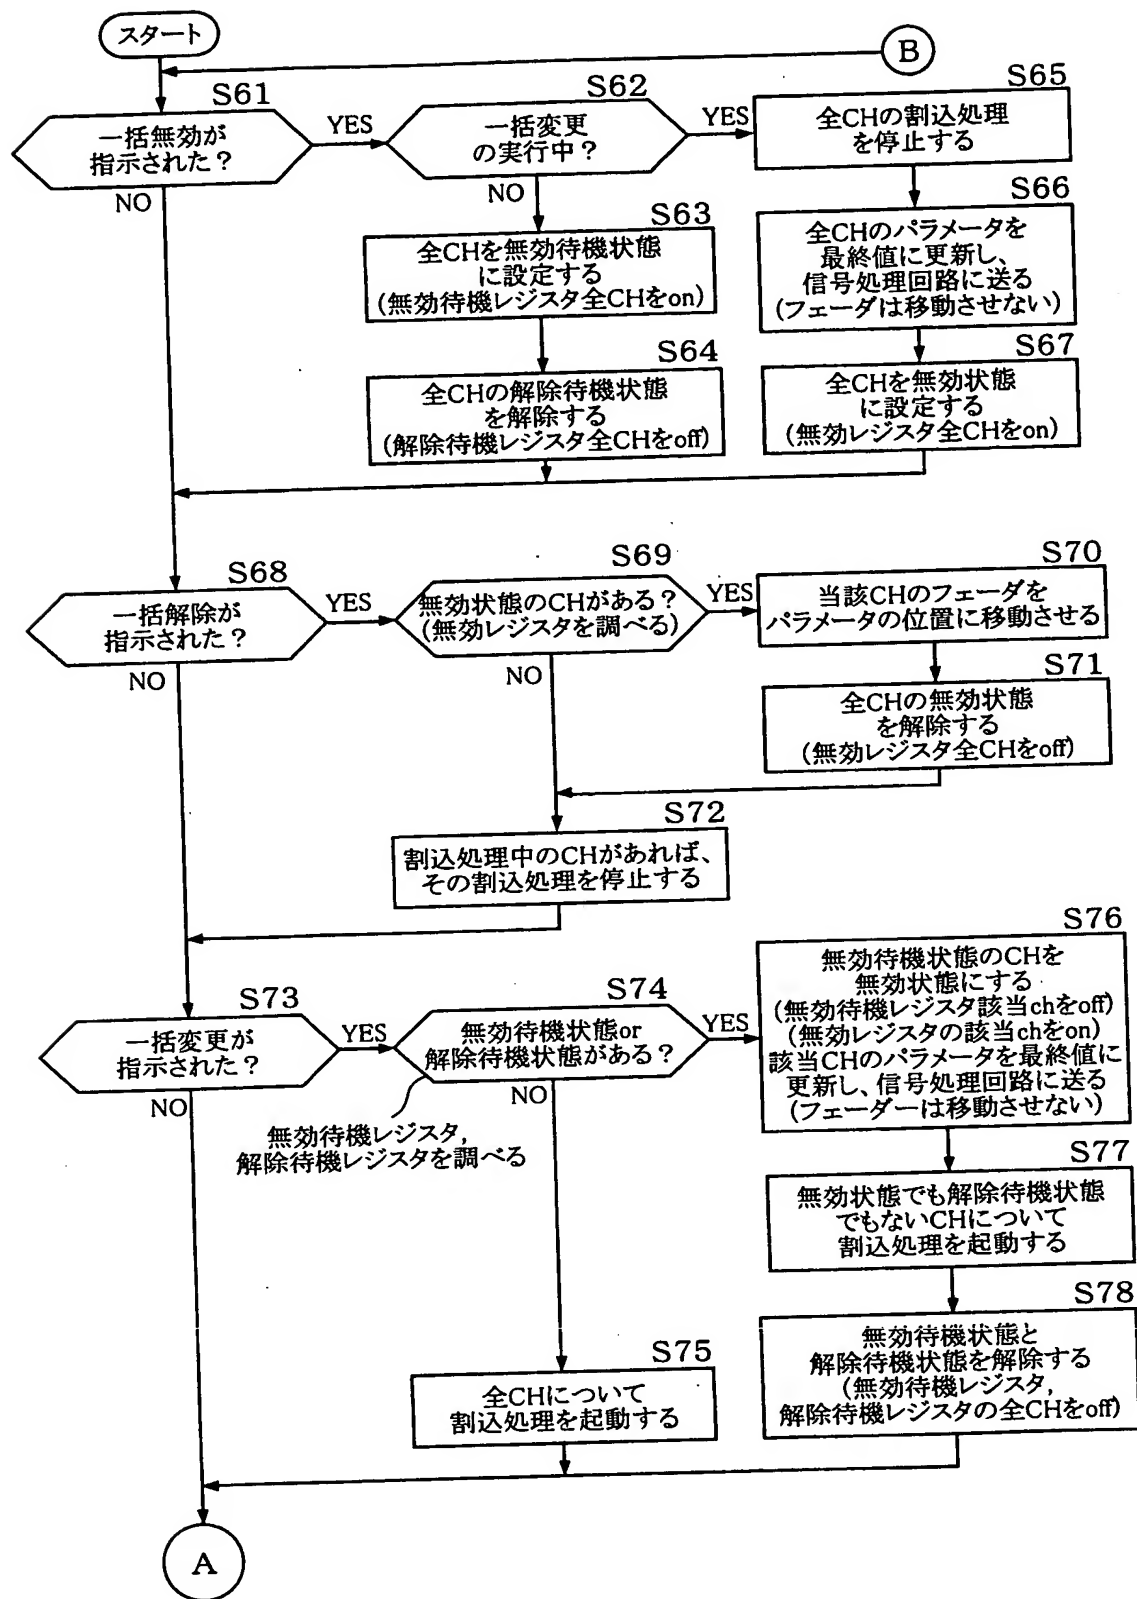 スタート
B
S61
一括無効が
指示された？
YES
NO
S62
一括変更
の実行中？
YES
NO
S65
全CHの割込処理
を停止する
S63
全CHを無効待機状態
に設定する
(無効待機レジスタ全CHをon)
S66
全CHのパラメータを
最終値に更新し、
信号処理回路に送る
(フェーダは移動させない)
S64
全CHの解除待機状態
を解除する
(解除待機レジスタ全CHをoff)
S67
全CHを無効状態
に設定する
(無効レジスタ全CHをon)
S68
一括解除が
指示された？
YES
NO
S69
無効状態のCHがある？
(無効レジスタを調べる)
YES
NO
S70
当該CHのフェーダを
パラメータの位置に移動させる
S71
全CHの無効状態
を解除する
(無効レジスタ全CHをoff)
S72
割込処理中のCHがあれば、
その割込処理を停止する
S73
一括変更が
指示された？
YES
NO
S74
無効待機状態or
解除待機状態がある？
YES
NO
無効待機レジスタ,
解除待機レジスタを調べる
S76
無効待機状態のCHを
無効状態にする
(無効待機レジスタ該当chをoff)
(無効レジスタの該当chをon)
該当CHのパラメータを最終値に
更新し、信号処理回路に送る
(フェーダーは移動させない)
S77
無効状態でも解除待機状態
でもないCHについて
割込処理を起動する
S75
全CHについて
割込処理を起動する
S78
無効待機状態と
解除待機状態を解除する
(無効待機レジスタ,
解除待機レジスタの全CHをoff)
A